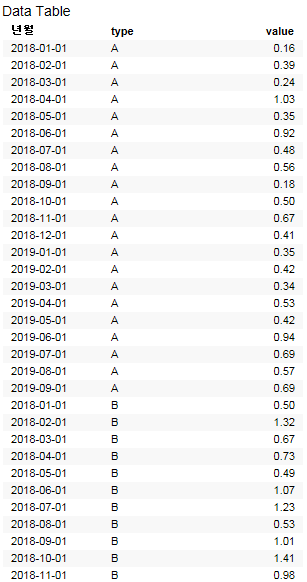 Data Table
년월 type value
2018-01-01 A 0.16
2018-02-01 A 0.39
2018-03-01 A 0.24
2018-04-01 A 1.03
2018-05-01 A 0.35
2018-06-01 A 0.92
2018-07-01 A 0.48
2018-08-01 A 0.56
2018-09-01 A 0.18
2018-10-01 A 0.50
2018-11-01 A 0.67
2018-12-01 A 0.41
2019-01-01 A 0.35
2019-02-01 A 0.42
2019-03-01 A 0.34
2019-04-01 A 0.53
2019-05-01 A 0.42
2019-06-01 A 0.94
2019-07-01 A 0.69
2019-08-01 A 0.57
2019-09-01 A 0.69
2018-01-01 B 0.50
2018-02-01 B 1.32
2018-03-01 B 0.67
2018-04-01 B 0.73
2018-05-01 B 0.49
2018-06-01 B 1.07
2018-07-01 B 1.23
2018-08-01 B 0.53
2018-09-01 B 1.01
2018-10-01 B 1.41
2018-11-01 B 0.98